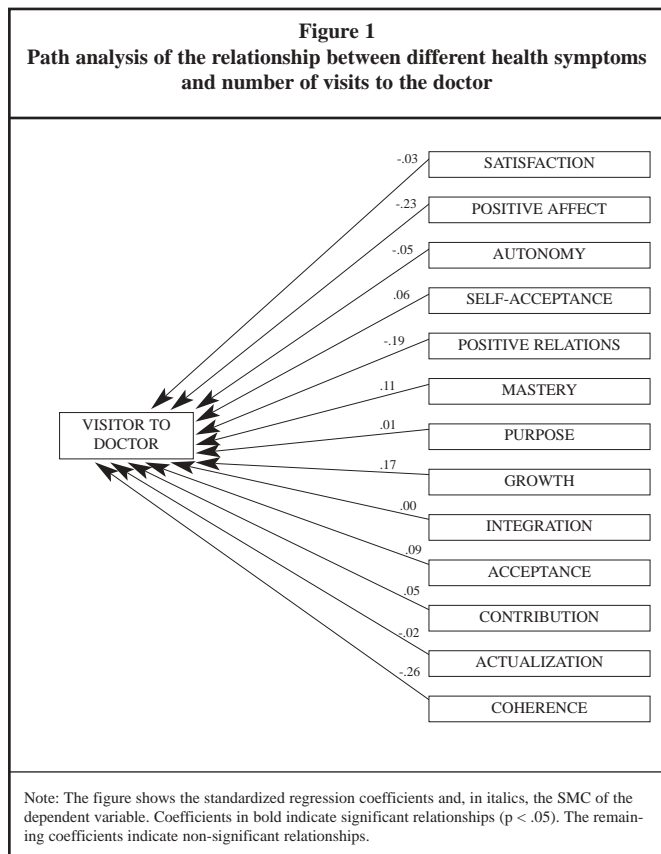 Figure 1
Path analysis of the relationship between different health symptoms
and number of visits to the doctor
-.03
SATISFACTION
-.23
POSITIVE AFFECT
-.05
AUTONOMY
.06
SELF-ACCEPTANCE
-.19
POSITIVE RELATIONS
.11
MASTERY
VISITOR TO
DOCTOR
.01
PURPOSE
.17
GROWTH
.00
INTEGRATION
.09
ACCEPTANCE
.05
CONTRIBUTION
-.02
ACTUALIZATION
-.26
COHERENCE
Note: The figure shows the standardized regression coefficients and, in italics, the SMC of the
dependent variable. Coefficients in bold indicate significant relationships (p < .05). The remain-
ing coefficients indicate non-significant relationships.